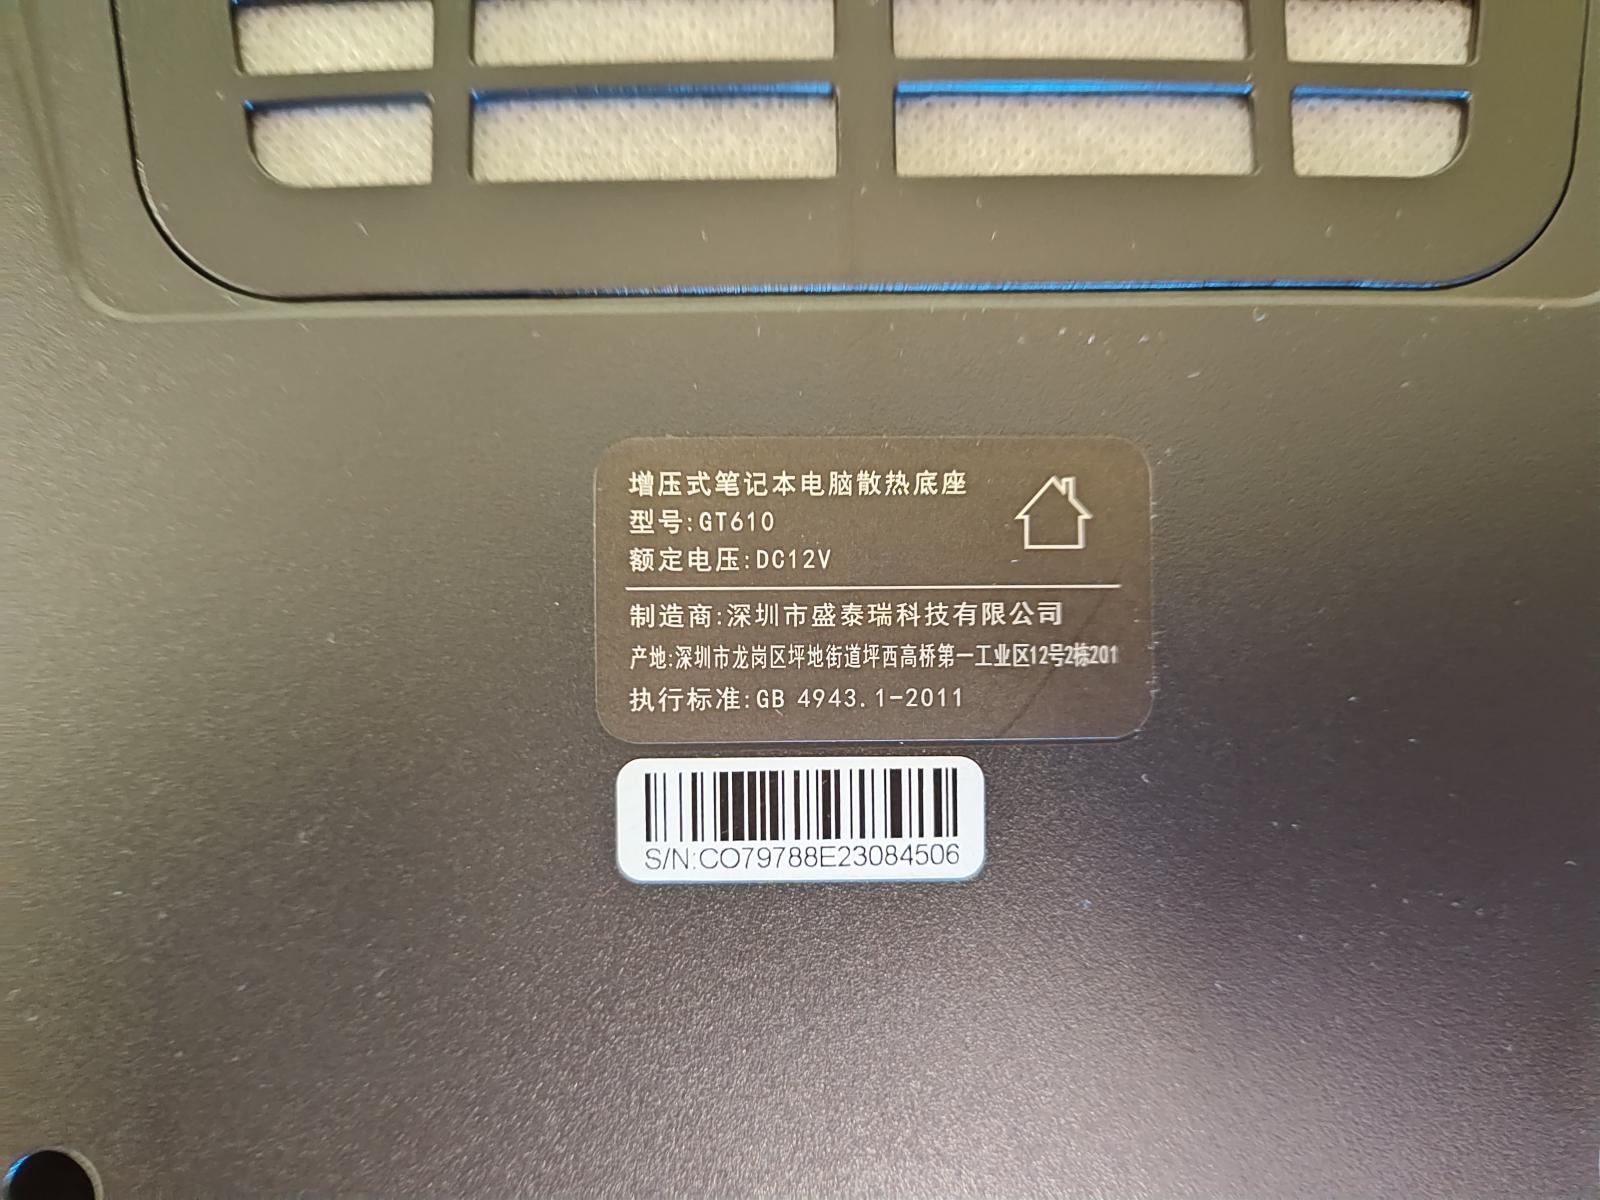 增压式笔记本电脑散热底座
型号:GT610
额定电压:DC12V
制造商:深圳市盛泰瑞科技有限公司
产地:深圳市龙岗区坪地街道坪西高桥第一工业区12号2栋201
执行标准:GB 4943.1-2011
S/N:CO79788E23084506